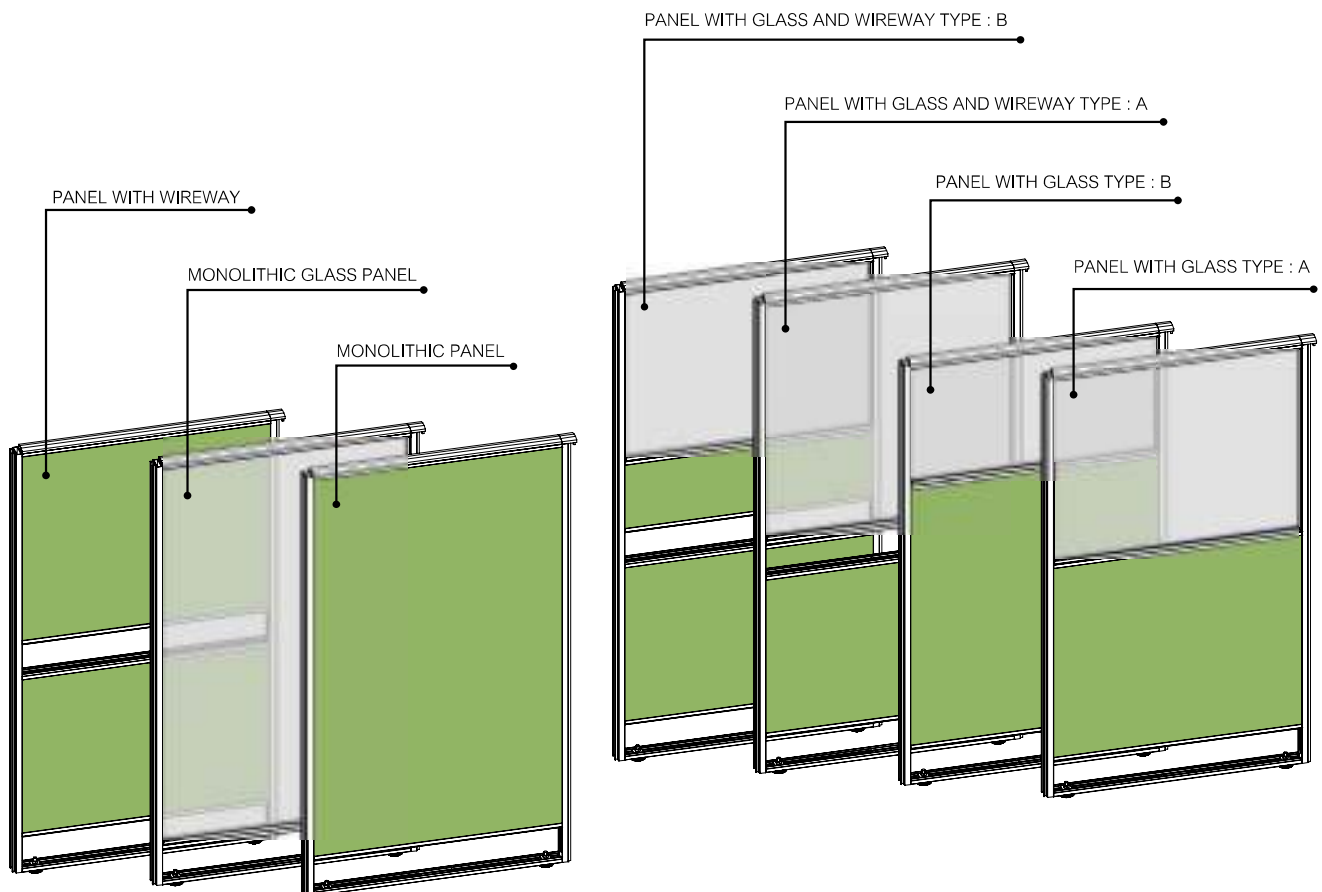 PANEL WITH GLASS AND WIREWAY TYPE : B
PANEL WITH GLASS AND WIREWAY TYPE : A
PANEL WITH GLASS TYPE : B
PANEL WITH GLASS TYPE : A
PANEL WITH WIREWAY
MONOLITHIC GLASS PANEL
MONOLITHIC PANEL